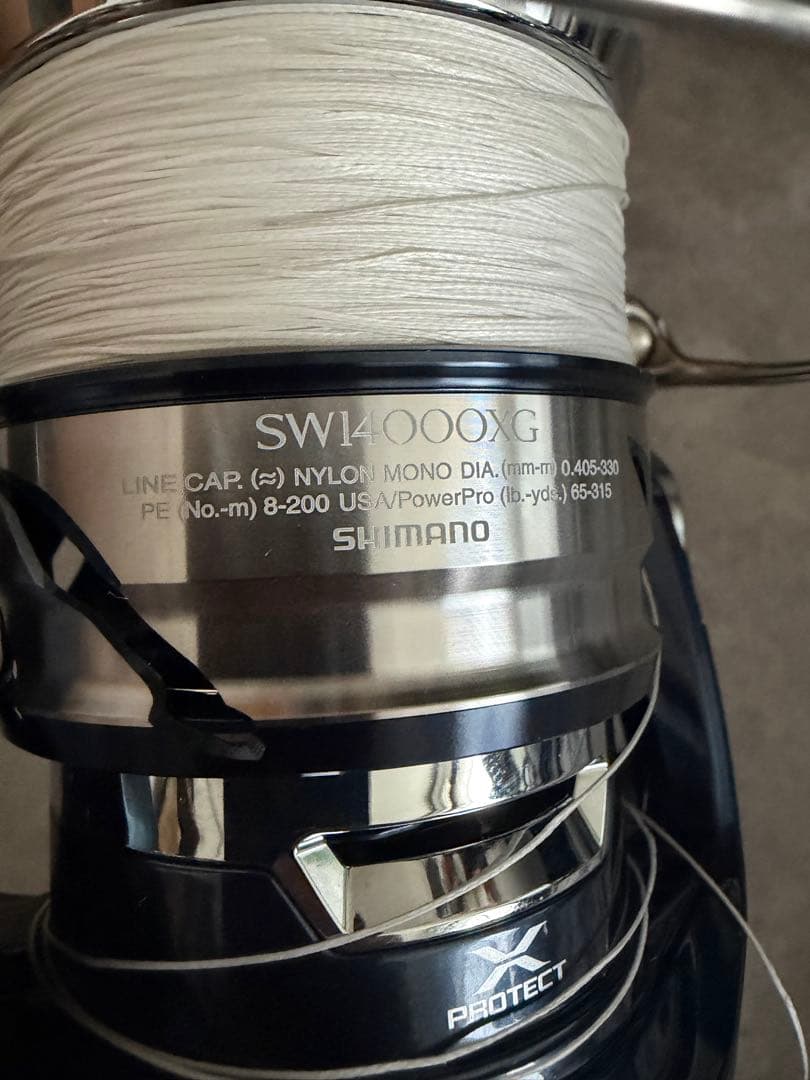 SW14000XG
LINE CAP. (≈) NYLON MONO DIA. (mm-m) 0.405-330
PE (No.-m) 8-200 USA/PowerPro (lb.-yds.) 65-315
SHIMANO
X
PROTECT